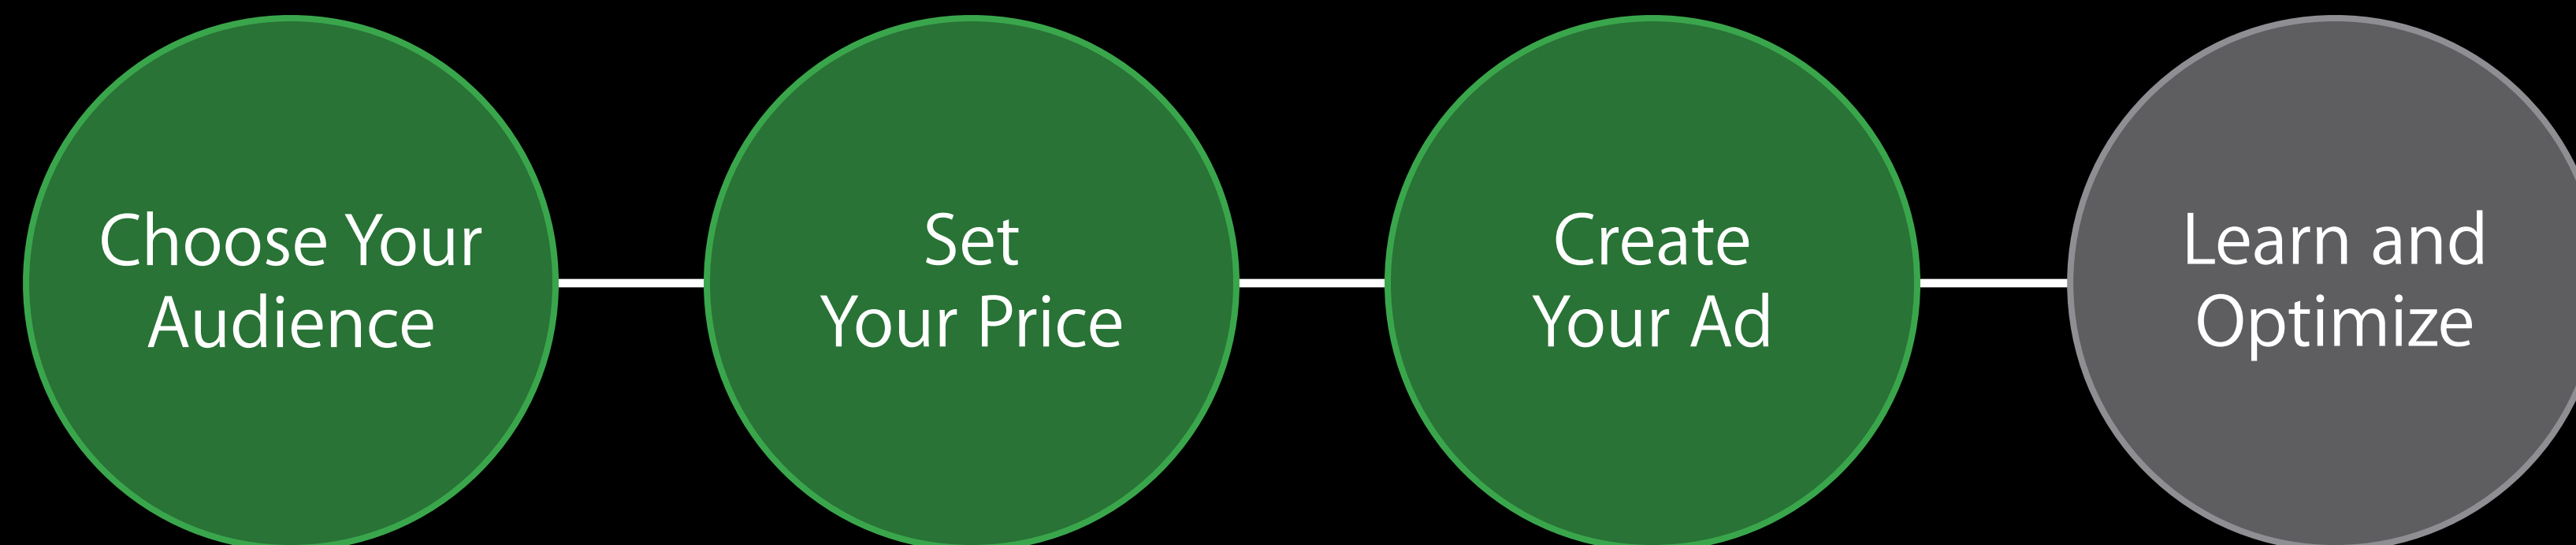 Choose Your
Audience
Set
Your Price
Create
Your Ad
Learn and
Optimize